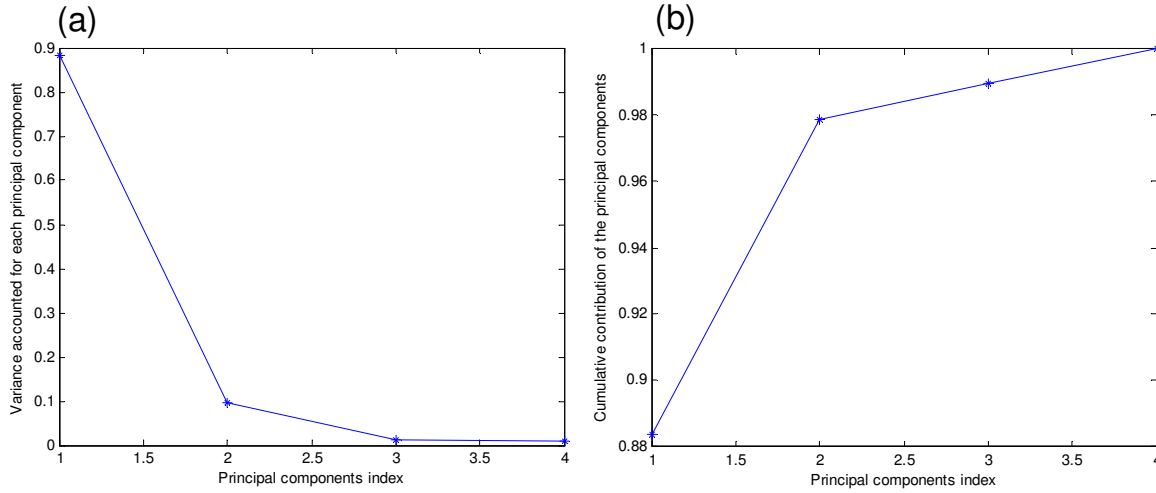 (a)
Variance accounted for each principal component
0.9
0.8
0.7
0.6
0.5
0.4
0.3
0.2
0.1
0
1 1.5 2 2.5 3 3.5 4
Principal components index
(b)
Cumulative contribution of the principal components
1
0.98
0.96
0.94
0.92
0.9
0.88
1 1.5 2 2.5 3 3.5 4
Principal components index